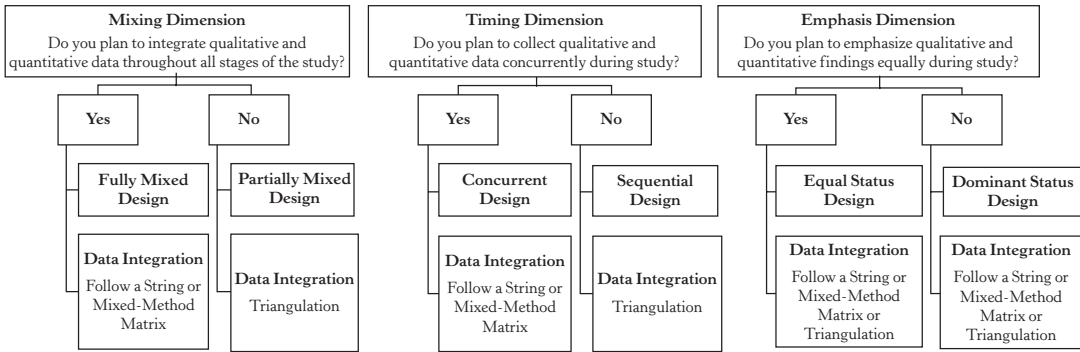 Mixing Dimension
Do you plan to integrate qualitative and
quantitative data throughout all stages of the study?
Yes
No
Fully Mixed
Design
Partially Mixed
Design
Data Integration
Follow a String or
Mixed-Method
Matrix
Data Integration
Triangulation
Timing Dimension
Do you plan to collect qualitative and
quantitative data concurrently during study?
Yes
No
Concurrent
Design
Sequential
Design
Data Integration
Follow a String or
Mixed-Method
Matrix
Data Integration
Triangulation
Emphasis Dimension
Do you plan to emphasize qualitative and
quantitative findings equally during study?
Yes
No
Equal Status
Design
Dominant Status
Design
Data Integration
Follow a String or
Mixed-Method
Matrix or
Triangulation
Data Integration
Follow a String or
Mixed-Method
Matrix or
Triangulation